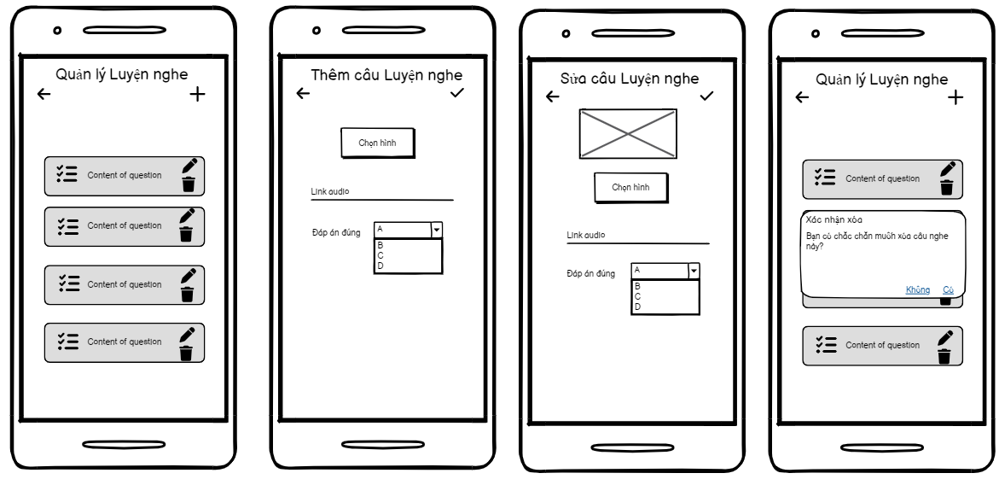 Quản lý Luyện nghe
Content of question
Content of question
Content of question
Content of question
Thêm câu Luyện nghe
Chọn hình
Link audio
Đáp án đúng
A
B
C
D
Sửa câu Luyện nghe
Chọn hình
Link audio
Đáp án đúng
A
B
C
D
Quản lý Luyện nghe
Content of question
Xác nhận xóa
Bạn có chắc chắn muốn xóa câu nghe
này?
Không Có
Content of question